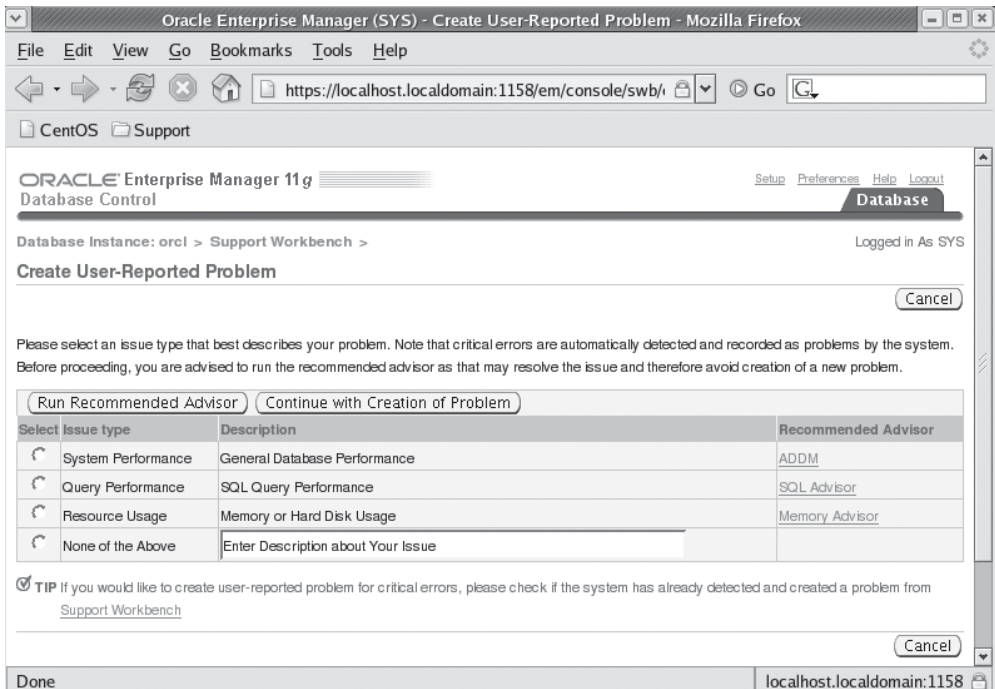 Oracle Enterprise Manager (SYS) - Create User-Reported Problem - Mozilla Firefox
File Edit View Go Bookmarks Tools Help
https://localhost.localdomain:1158/em/console/swb/ Go G
CentOS Support
ORACLE Enterprise Manager 11g
Setup Preferences Help Logout
Database Control
Database
Database Instance: orcl > Support Workbench >
Logged in As SYS
Create User-Reported Problem
Cancel
Please select an issue type that best describes your problem. Note that critical errors are automatically detected and recorded as problems by the system.
Before proceeding, you are advised to run the recommended advisor as that may resolve the issue and therefore avoid creation of a new problem.
Run Recommended Advisor Continue with Creation of Problem
Select Issue type Description Recommended Advisor
System Performance General Database Performance ADDM
Query Performance SQL Query Performance SQL Advisor
Resource Usage Memory or Hard Disk Usage Memory Advisor
None of the Above Enter Description about Your Issue
TIP If you would like to create user-reported problem for critical errors, please check if the system has already detected and created a problem from
Support Workbench
Cancel
Done localhost.localdomain:1158